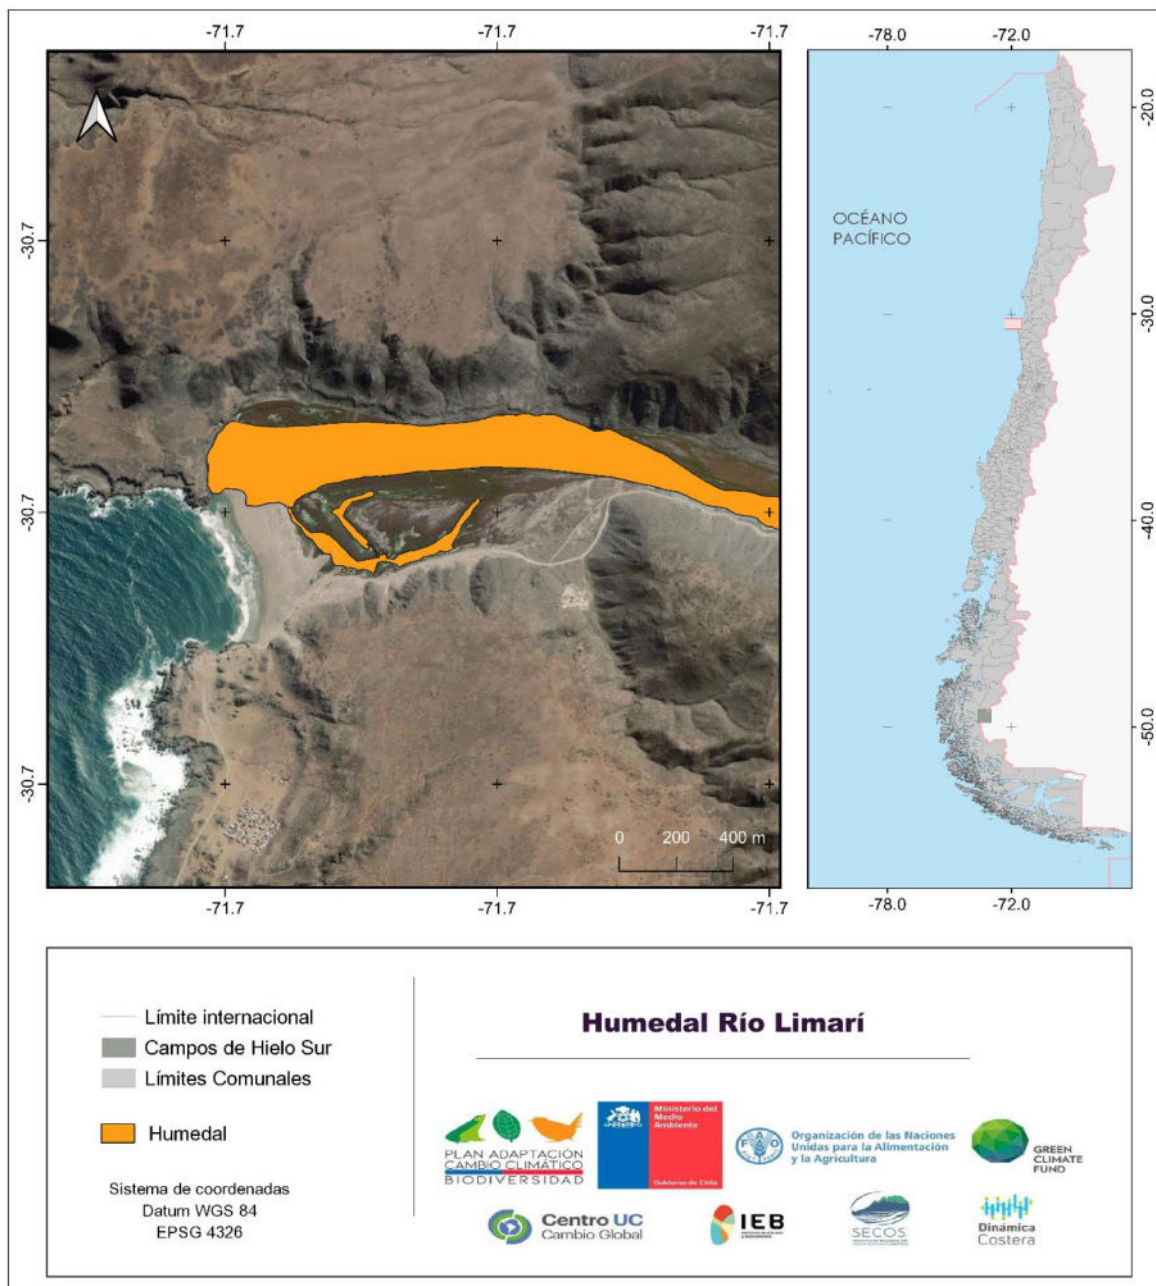 -71.7
-71.7
-71.7
-78.0
-72.0
-30.7
-30.7
-30.7
-20.0
-30.0
-40.0
-50.0
OCÉANO
PACÍFICO
0 200 400 m
-71.7
-71.7
-71.7
-78.0
-72.0
Límite internacional
Campos de Hielo Sur
Límites Comunales
Humedal
Sistema de coordenadas
Datum WGS 84
EPSG 4326
Humedal Río Limarí
PLAN ADAPTACIÓN
CAMBIO CLIMÁTICO
BIODIVERSIDAD
Ministerio del
Medio
Ambiente
Gobierno de Chile
FAO
Organización de las Naciones
Unidas para la Alimentación
y la Agricultura
GREEN
CLIMATE
FUND
Centro UC
Cambio Global
IEB
SECOS
Dinámica
Costera